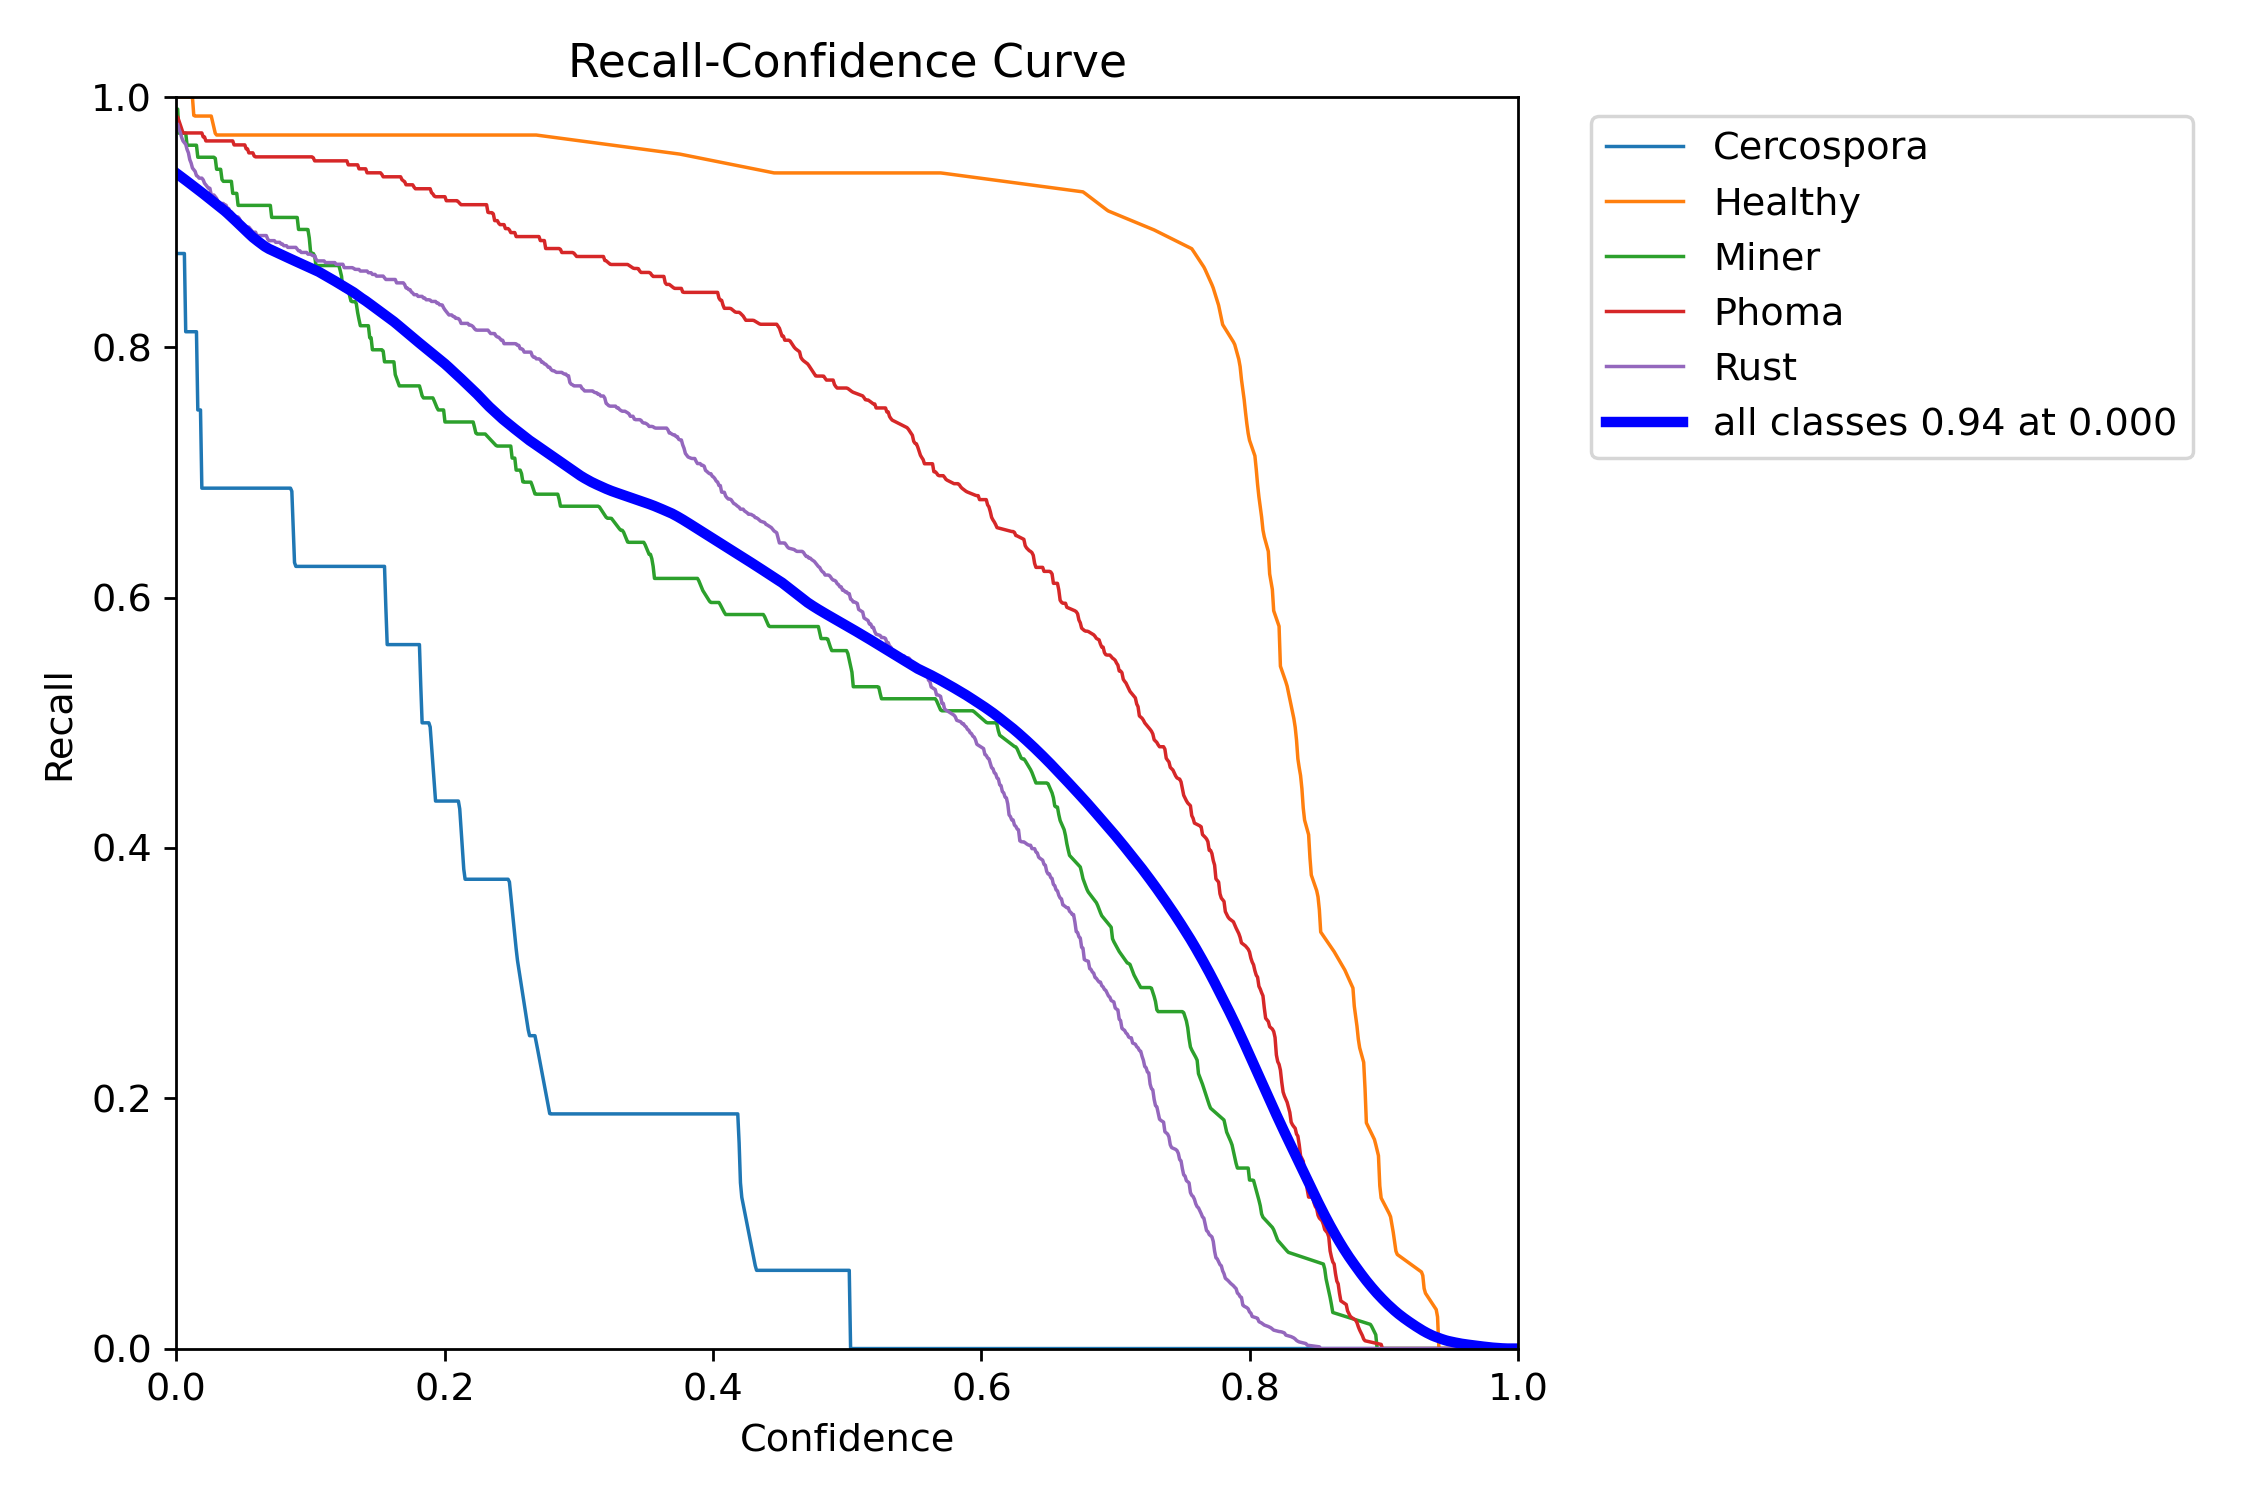 Recall-Confidence Curve
1.0
0.8
0.6
0.4
0.2
0.0
Recall
0.0 0.2 0.4 0.6 0.8 1.0
Confidence
Cercospora
Healthy
Miner
Phoma
Rust
all classes 0.94 at 0.000